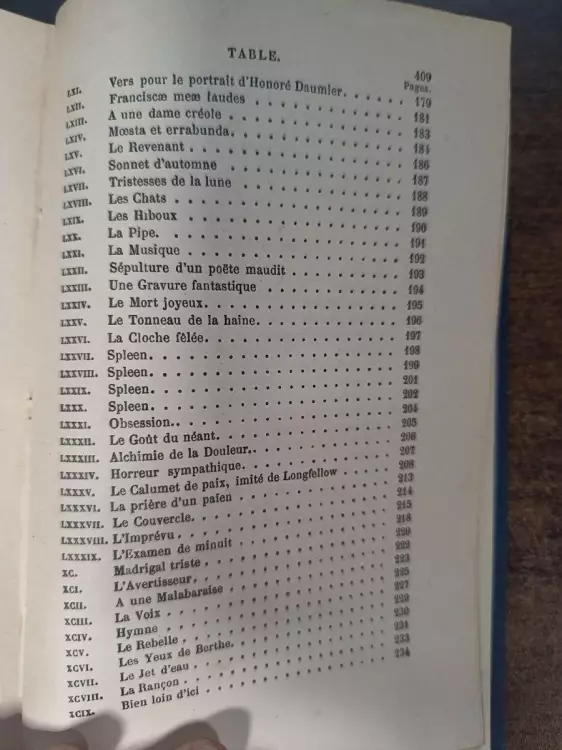 TABLE.
409
Pages.
LXI. Vers pour le portrait d'Honoré Daumier. . . . . . 179
LXII. Franciscæ meæ laudes . . . . . . . . . . 181
LXIII. A une dame créole . . . . . . . . . . 183
LXIV. Mœsta et errabunda. . . . . . . . . . 184
LXV. Le Revenant . . . . . . . . . . 186
LXVI. Sonnet d'automne . . . . . . . . . . 187
LXVII. Tristesses de la lune . . . . . . . . . . 188
LXVIII. Les Chats . . . . . . . . . . 189
LXIX. Les Hiboux . . . . . . . . . . 190
LXX. La Pipe. . . . . . . . . . . 191
LXXI. La Musique . . . . . . . . . . 192
LXXII. Sépulture d'un poëte maudit . . . . . . . . 193
LXXIII. Une Gravure fantastique . . . . . . . . . 194
LXXIV. Le Mort joyeux. . . . . . . . . . . 195
LXXV. Le Tonneau de la haine. . . . . . . . . . 196
LXXVI. La Cloche fêlée. . . . . . . . . . . 197
LXXVII. Spleen. . . . . . . . . . . 198
LXXVIII. Spleen. . . . . . . . . . . 199
LXXIX. Spleen. . . . . . . . . . . 201
LXXX. Spleen. . . . . . . . . . . 202
LXXXI. Obsession. . . . . . . . . . . 204
LXXXII. Le Goût du néant. . . . . . . . . . . 205
LXXXIII. Alchimie de la Douleur. . . . . . . . . . 206
LXXXIV. Horreur sympathique. . . . . . . . . . . 207
LXXXV. Le Calumet de paix, imité de Longfellow . . . . 208
LXXXVI. La prière d'un païen . . . . . . . . . . 213
LXXXVII. Le Couvercle. . . . . . . . . . . 214
LXXXVIII. L'Imprévu . . . . . . . . . . 215
LXXXIX. L'Examen de minuit . . . . . . . . . . 218
XC. Madrigal triste . . . . . . . . . . 220
XCI. L'Avertisseur. . . . . . . . . . . 222
XCII. A une Malabaraise . . . . . . . . . . 223
XCIII. La Voix . . . . . . . . . . 225
XCIV. Hymne . . . . . . . . . . 227
XCV. Le Rebelle . . . . . . . . . . 229
XCVI. Les Yeux de Berthe. . . . . . . . . . . 230
XCVII. Le Jet d'eau . . . . . . . . . . 231
XCVIII. La Rançon . . . . . . . . . . 233
XCIX. Bien loin d'ici . . . . . . . . . . 234